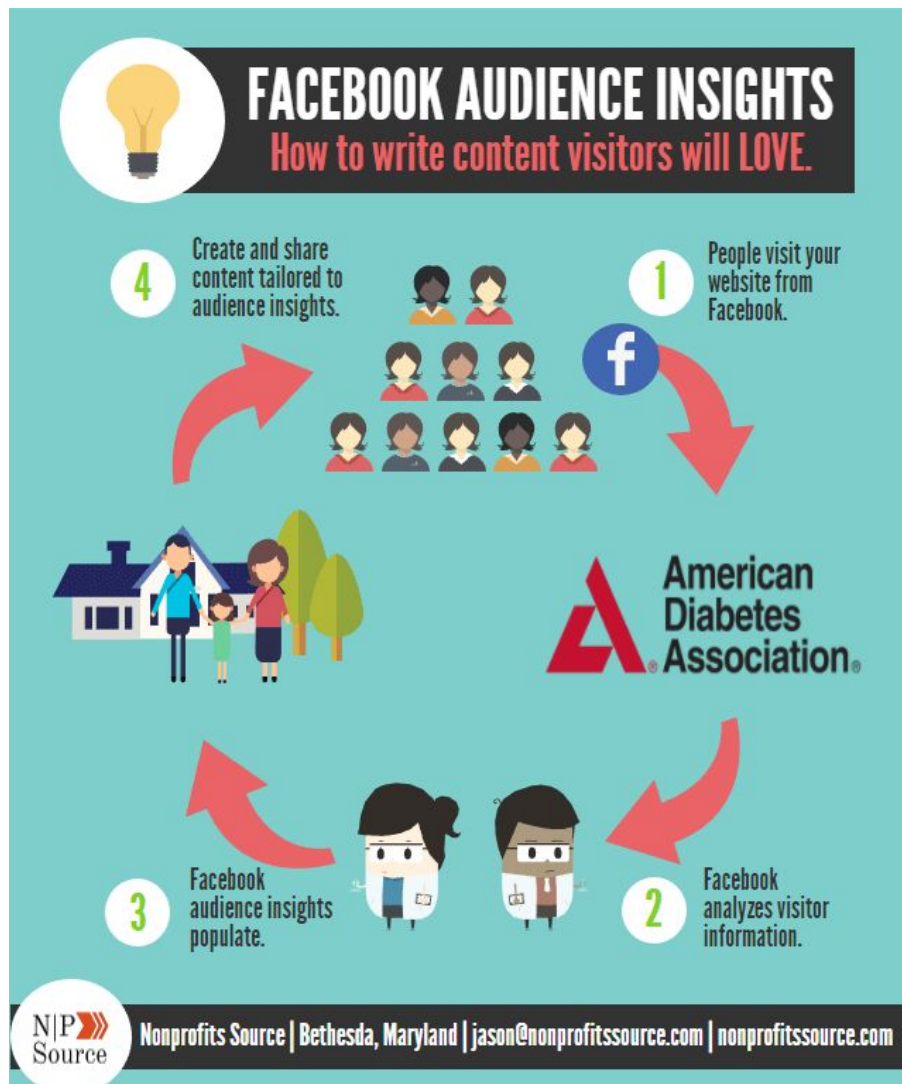 FACEBOOK AUDIENCE INSIGHTS
How to write content visitors will LOVE.
4
Create and share
content tailored to
audience insights.
1
People visit your
website from
Facebook.
f
American
Diabetes
Association®
®
3
Facebook
audience insights
populate.
2
Facebook
analyzes visitor
information.
N|P
Source
Nonprofits Source | Bethesda, Maryland | jason@nonprofitssource.com | nonprofitssource.com